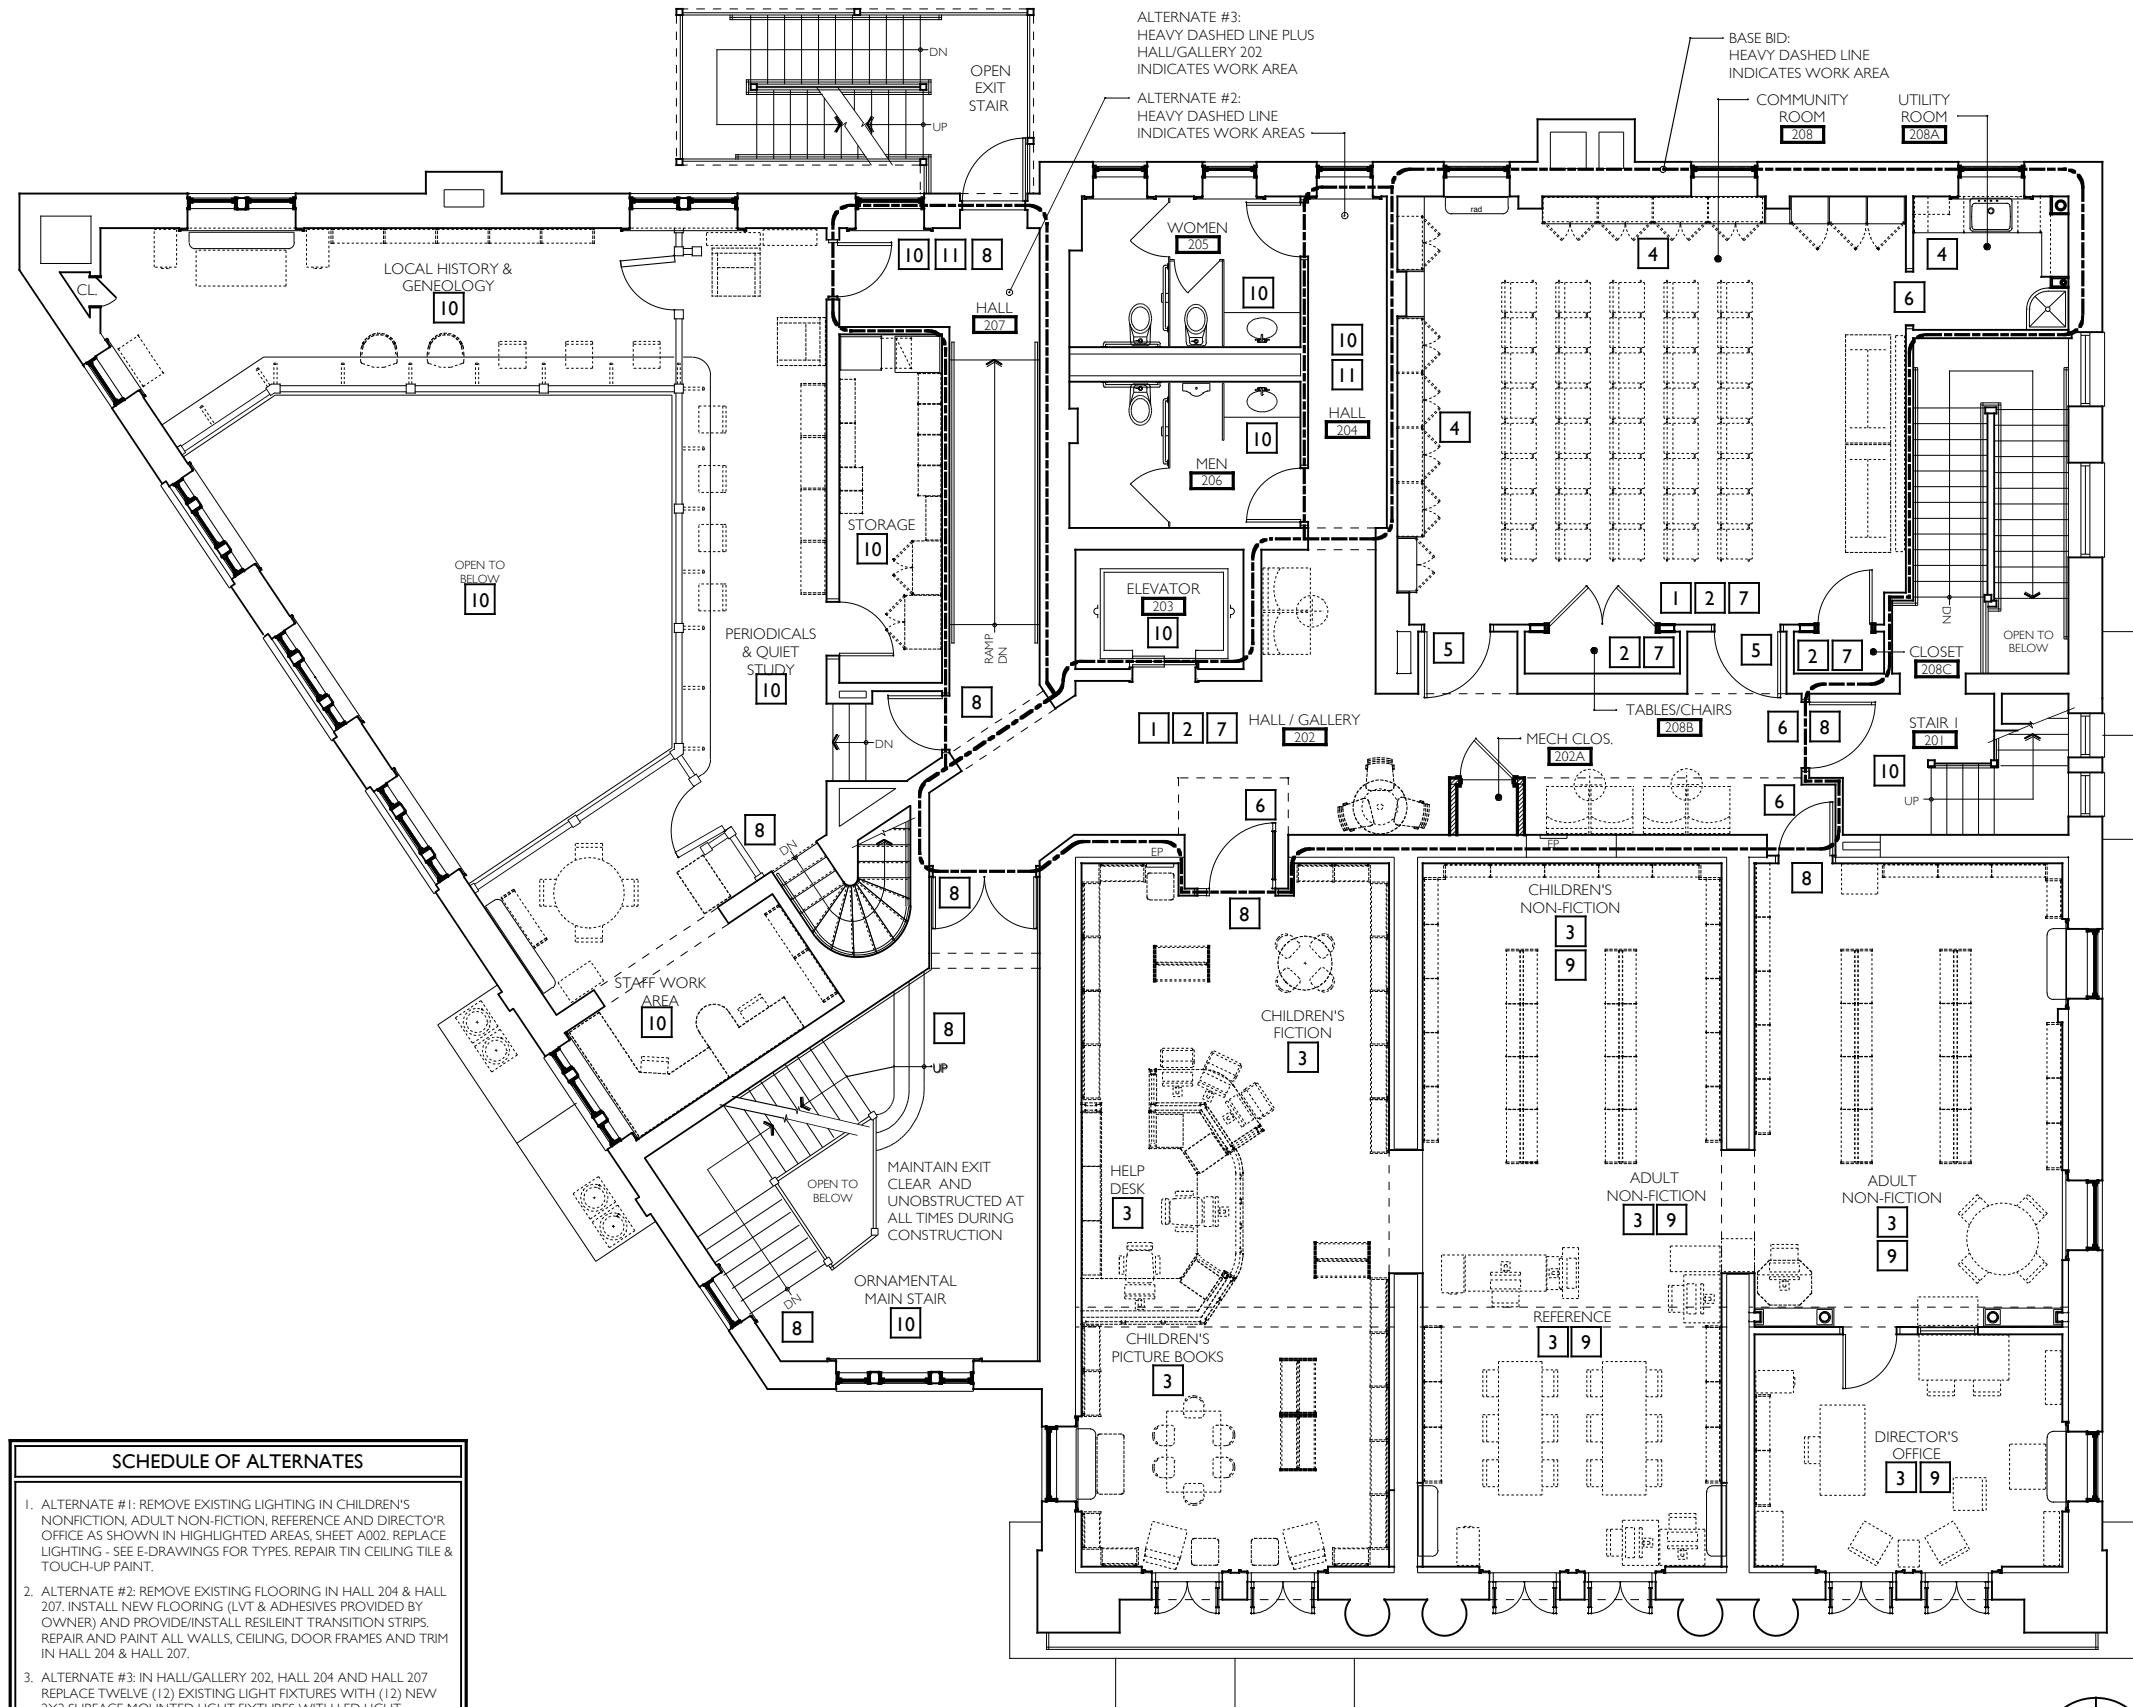 ALTERNATE #3:
HEAVY DASHED LINE PLUS
HALL/GALLERY 202
INDICATES WORK AREA
ALTERNATE #2:
HEAVY DASHED LINE
INDICATES WORK AREAS
BASE BID:
HEAVY DASHED LINE
INDICATES WORK AREA
COMMUNITY
ROOM
208
UTILITY
ROOM
208A
DN
OPEN
EXIT
STAIR
UP
CL.
LOCAL HISTORY &
GENEOLOGY
10
10 11 8
HALL
207
WOMEN
205
10
rad
4
4
6
10
11
HALL
204
4
10
MEN
206
STORAGE
10
OPEN TO
BELOW
10
PERIODICALS
& QUIET
STUDY
10
RAMP
DN
8
ELEVATOR
203
10
1 2 7
5
2 7
5
2 7
CLOSET
208C
DN
OPEN TO
BELOW
1 2 7
HALL / GALLERY
202
TABLES/CHAIRS
208B
MECH CLOS.
202A
6 8
STAIR 1
201
10
UP
DN
6
6
8
DN
EP
EP
8
8
8
CHILDREN'S
NON-FICTION
3
9
STAFF WORK
AREA
10
8
UP
CHILDREN'S
FICTION
3
MAINTAIN EXIT
CLEAR AND
UNOBSTRUCTED AT
ALL TIMES DURING
CONSTRUCTION
OPEN TO
BELOW
HELP
DESK
3
ADULT
NON-FICTION
3 9
ADULT
NON-FICTION
3
9
DN
8
ORNAMENTAL
MAIN STAIR
10
CHILDREN'S
PICTURE BOOKS
3
REFERENCE
3 9
DIRECTOR'S
OFFICE
3 9
SCHEDULE OF ALTERNATES
1. ALTERNATE #1: REMOVE EXISTING LIGHTING IN CHILDREN'S
NONFICTION, ADULT NON-FICTION, REFERENCE AND DIRECTO'R
OFFICE AS SHOWN IN HIGHLIGHTED AREAS, SHEET A002. REPLACE
LIGHTING - SEE E-DRAWINGS FOR TYPES. REPAIR TIN CEILING TILE &
TOUCH-UP PAINT.
2. ALTERNATE #2: REMOVE EXISTING FLOORING IN HALL 204 & HALL
207. INSTALL NEW FLOORING (LVT & ADHESIVES PROVIDED BY
OWNER) AND PROVIDE/INSTALL RESILEINT TRANSITION STRIPS.
REPAIR AND PAINT ALL WALLS, CEILING, DOOR FRAMES AND TRIM
IN HALL 204 & HALL 207.
3. ALTERNATE #3: IN HALL/GALLERY 202, HALL 204 AND HALL 207
REPLACE TWELVE (12) EXISTING LIGHT FIXTURES WITH (12) NEW
2X2 SURFACE MOUNTED LIGHT FIXTURES WITH LED LIGHT